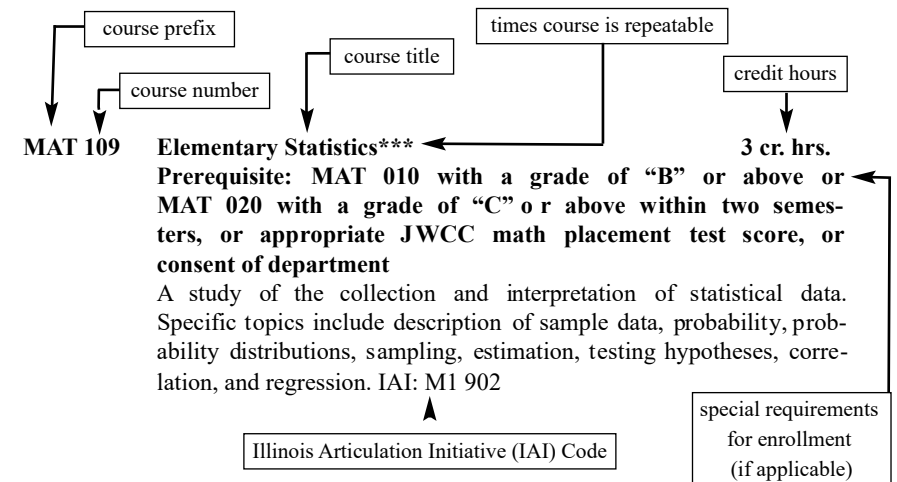 course prefix
times course is repeatable
course title
credit hours
course number
MAT 109 Elementary Statistics*** 3 cr. hrs.
Prerequisite: MAT 010 with a grade of “B” or above or
MAT 020 with a grade of “C” o r above within two semes-
ters, or appropriate JWCC math placement test score, or
consent of department
A study of the collection and interpretation of statistical data.
Specific topics include description of sample data, probability, prob-
ability distributions, sampling, estimation, testing hypotheses, corre-
lation, and regression. IAI: M1 902
special requirements
for enrollment
(if applicable)
Illinois Articulation Initiative (IAI) Code